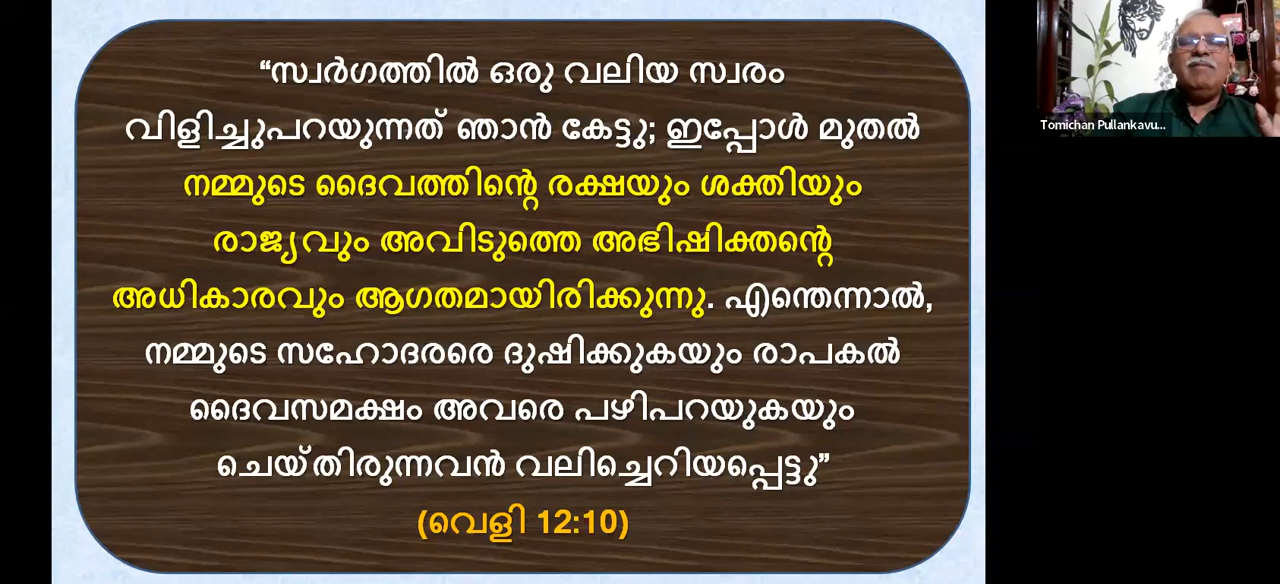 “സ്വർഗത്തിൽ ഒരു വലിയ സ്വരം
വിളിച്ചുപറയുന്നത് ഞാൻ കേട്ടു; ഇപ്പോൾ മുതൽ
നമ്മുടെ ദൈവത്തിന്റെ രക്ഷയും ശക്തിയും
രാജ്യവും അവിടുത്തെ അഭിഷിക്തന്റെ
അധികാരവും ആഗതമായിരിക്കുന്നു. എന്തെന്നാൽ,
നമ്മുടെ സഹോദരരെ ദുഷിക്കുകയും രാപകൽ
ദൈവസമക്ഷം അവരെ പഴിപറയുകയും
ചെയ്തിരുന്നവൻ വലിച്ചെറിയപ്പെട്ടു”
(വെളി 12:10)
Tomichan Pullankavu...